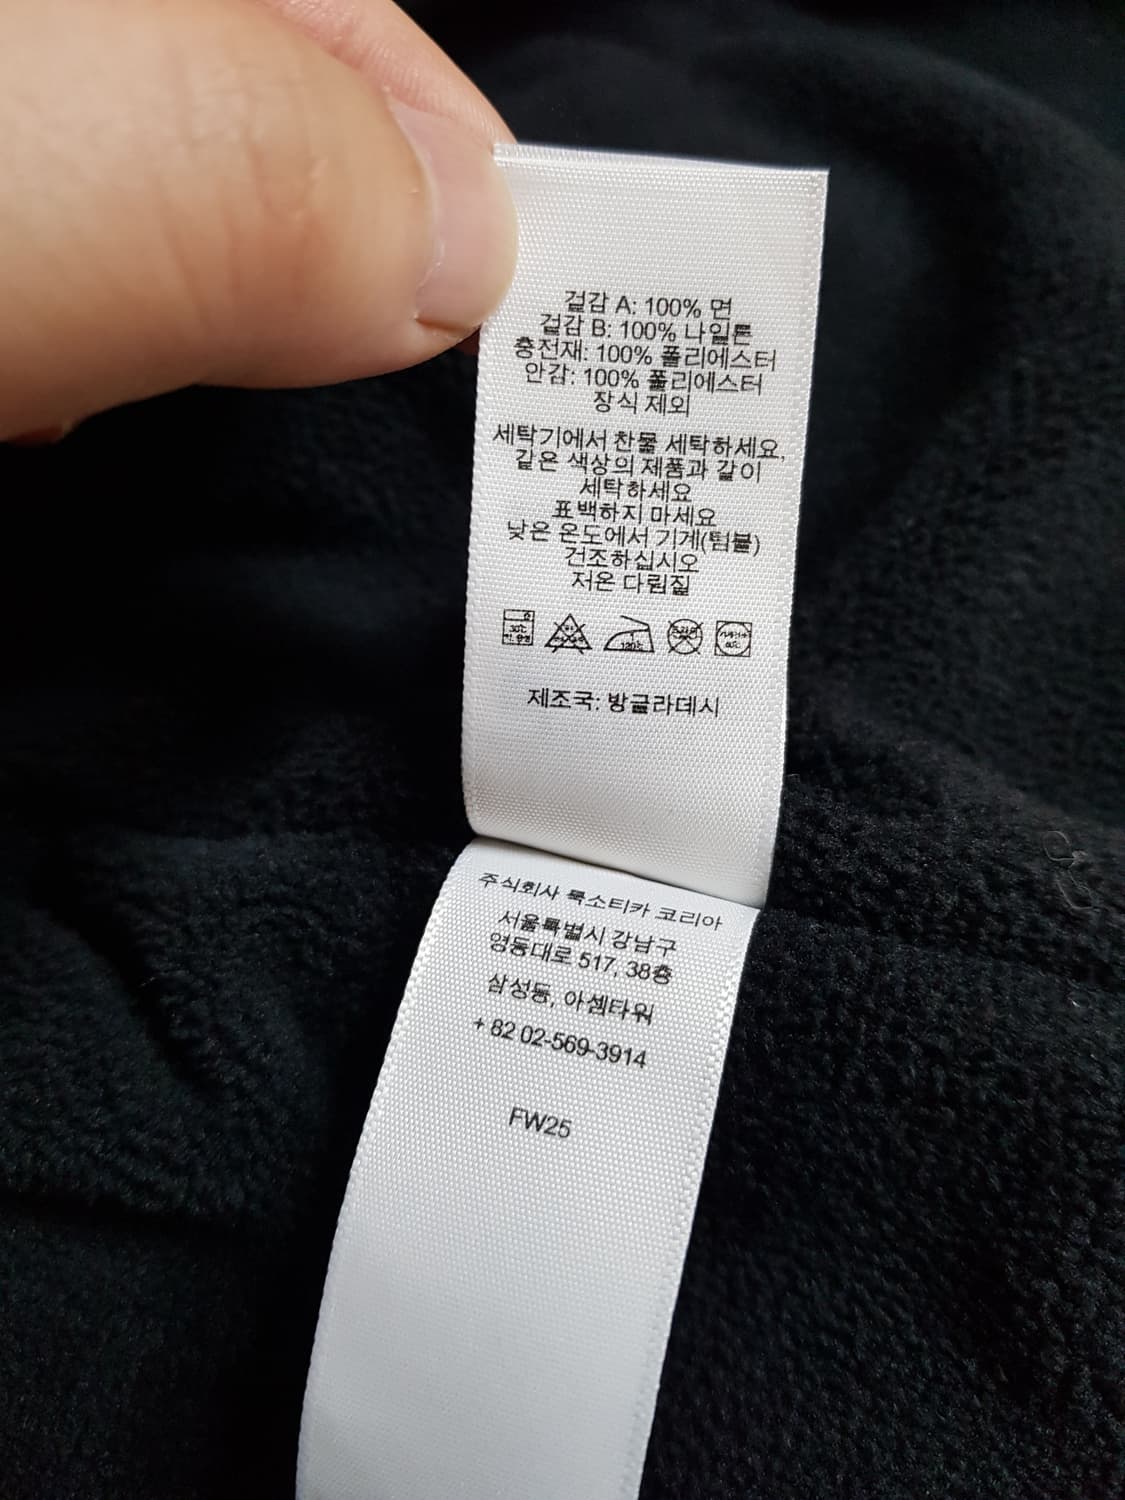 겉감 A: 100% 면
겉감 B: 100% 나일론
충전재: 100% 폴리에스터
안감: 100% 폴리에스터
장식 제외
세탁기에서 찬물 세탁하세요,
같은 색상의 제품과 같이
세탁하세요
표백하지 마세요
낮은 온도에서 기계(텀블)
건조하십시오
저온 다림질
30℃
120℃
제조국: 방글라데시
주식회사 룩소티카 코리아
서울특별시 강남구
영동대로 517, 38층
삼성동, 아셈타워
+ 82 02-569-3914
FW25